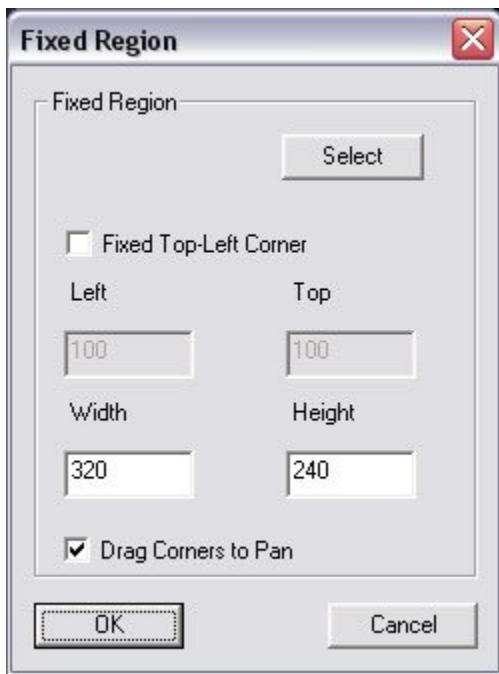 Fixed Region
Fixed Region
Select
Fixed Top-Left Corner
Left Top
100 100
Width Height
320 240
Drag Corners to Pan
OK Cancel